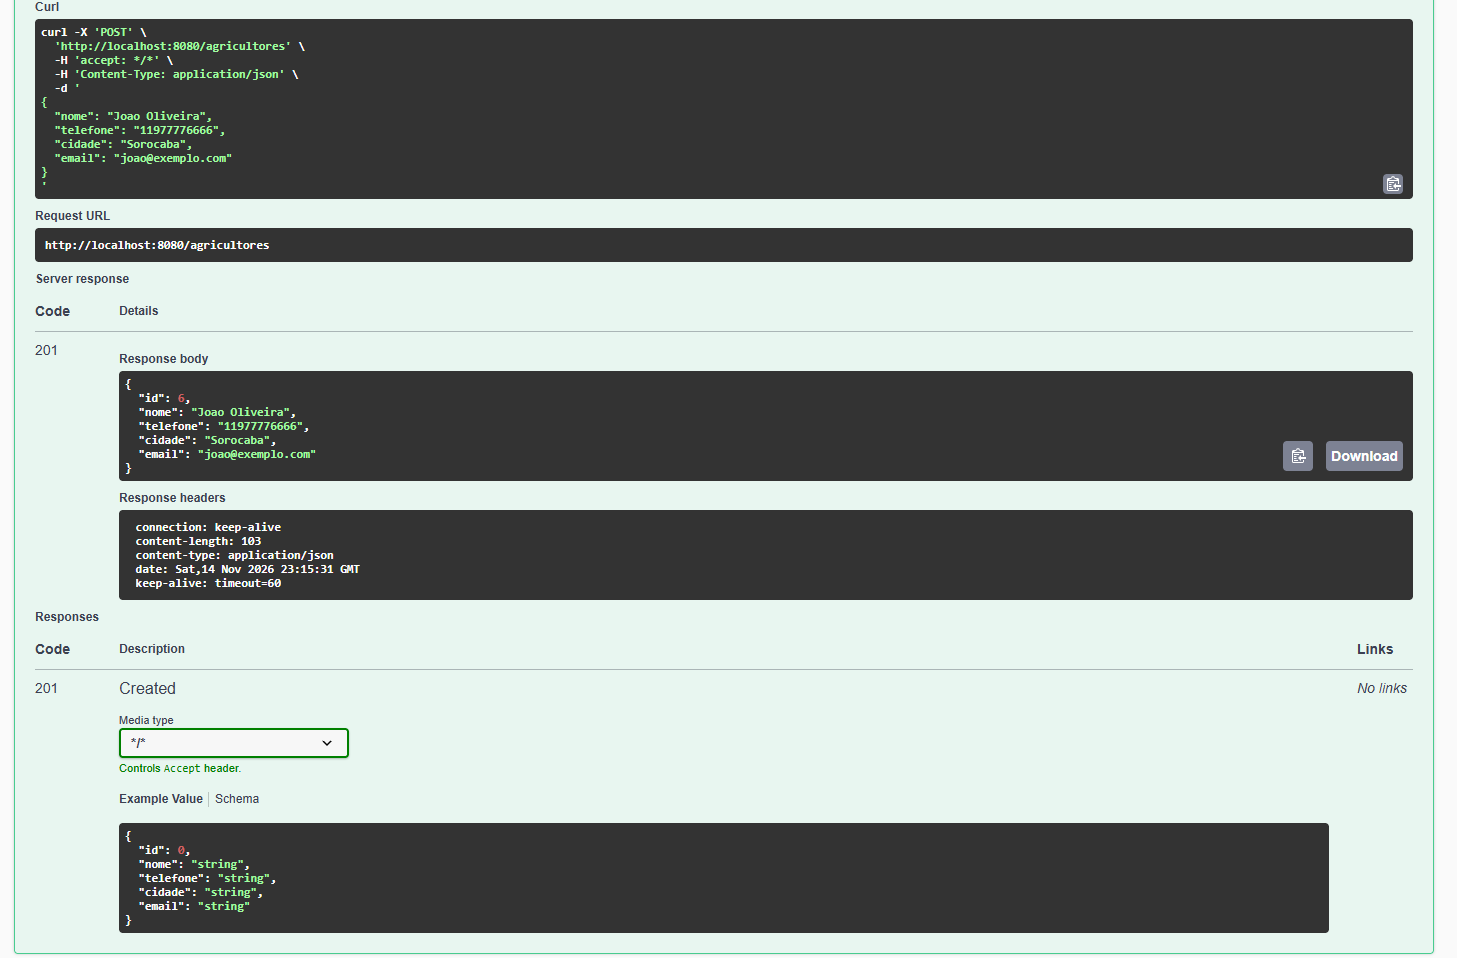 Curl
curl -X 'POST' \
  'http://localhost:8080/agricultores' \
  -H 'accept: */*' \
  -H 'Content-Type: application/json' \
  -d '
{
  "nome": "Joao Oliveira",
  "telefone": "11977776666",
  "cidade": "Sorocaba",
  "email": "joao@exemplo.com"
}
'
Request URL
http://localhost:8080/agricultores
Server response
Code Details
201
Response body
{
  "id": 6,
  "nome": "Joao Oliveira",
  "telefone": "11977776666",
  "cidade": "Sorocaba",
  "email": "joao@exemplo.com"
}
Download
Response headers
connection: keep-alive
content-length: 103
content-type: application/json
date: Sat,14 Nov 2026 23:15:31 GMT
keep-alive: timeout=60
Responses
Code Description Links
201 Created No links
Media type
*/*
Controls Accept header.
Example Value Schema
{
  "id": 0,
  "nome": "string",
  "telefone": "string",
  "cidade": "string",
  "email": "string"
}